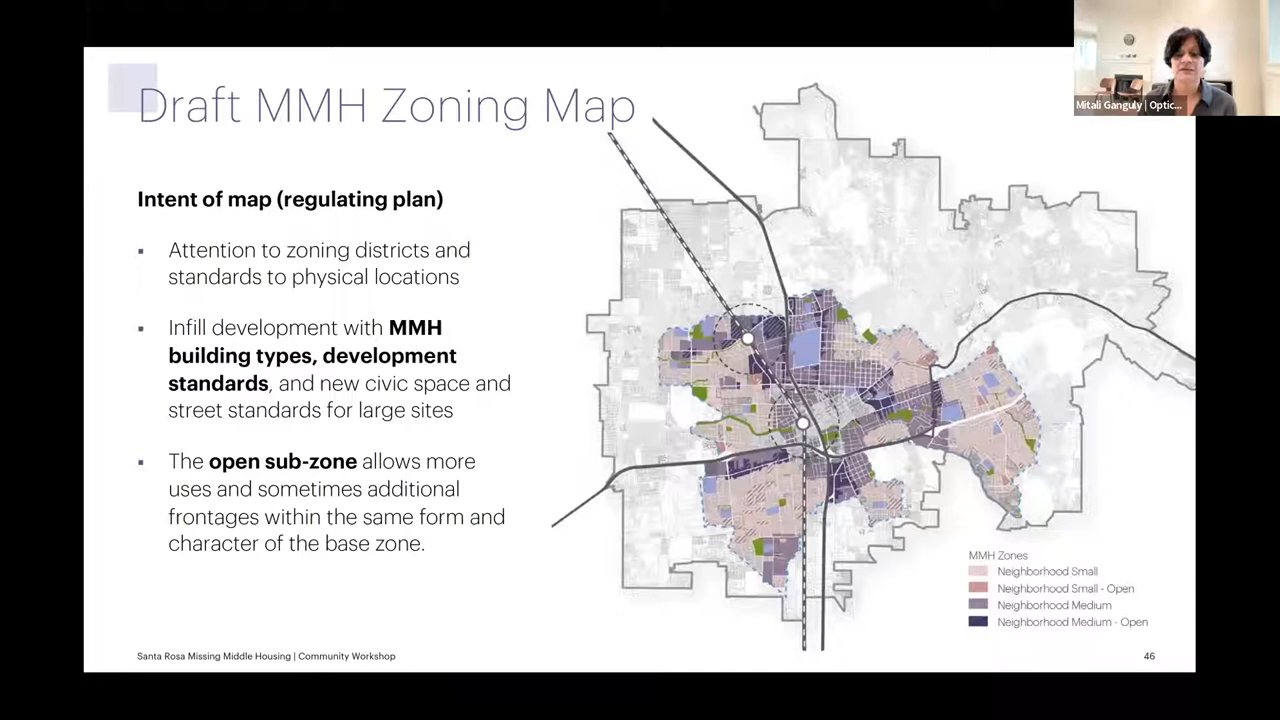 Draft MMH Zoning Map
Mitali Ganguly | Optic...
Intent of map (regulating plan)
▪ Attention to zoning districts and
standards to physical locations
▪ Infill development with MMH
building types, development
standards, and new civic space and
street standards for large sites
▪ The open sub-zone allows more
uses and sometimes additional
frontages within the same form and
character of the base zone.
MMH Zones
Neighborhood Small
Neighborhood Small - Open
Neighborhood Medium
Neighborhood Medium - Open
Santa Rosa Missing Middle Housing | Community Workshop
46